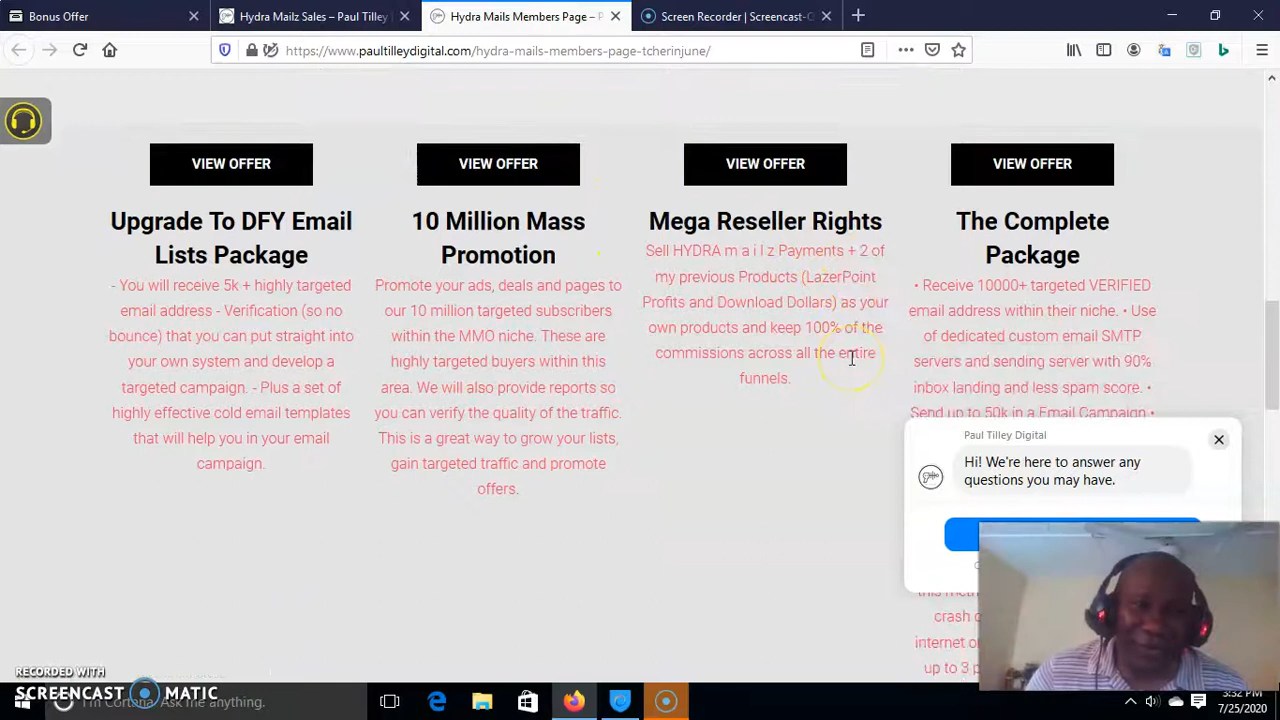 Bonus Offer
Hydra Mailz Sales – Paul Tilley
Hydra Mails Members Page – P
Screen Recorder | Screencast-O
https://www.paultilleydigital.com/hydra-mails-members-page-tcherinjune/
VIEW OFFER
Upgrade To DFY Email
Lists Package
- You will receive 5k + highly targeted
email address - Verification (so no
bounce) that you can put straight into
your own system and develop a
targeted campaign. - Plus a set of
highly effective cold email templates
that will help you in your email
campaign.
VIEW OFFER
10 Million Mass
Promotion
Promote your ads, deals and pages to
our 10 million targeted subscribers
within the MMO niche. These are
highly targeted buyers within this
area. We will also provide reports so
you can verify the quality of the traffic.
This is a great way to grow your lists,
gain targeted traffic and promote
offers.
VIEW OFFER
Mega Reseller Rights
Sell HYDRA m a i l z Payments + 2 of
my previous Products (LazerPoint
Profits and Download Dollars) as your
own products and keep 100% of the
commissions across all the entire
funnels.
VIEW OFFER
The Complete
Package
• Receive 10000+ targeted VERIFIED
email address within their niche. • Use
of dedicated custom email SMTP
servers and sending server with 90%
inbox landing and less spam score. •
Send up to 50k in a Email Campaign •
Paul Tilley Digital
Hi! We're here to answer any
questions you may have.
this met
crash
internet o
up to 3 p
RECORDED WITH
SCREENCAST MATIC
I'm Cortana. Ask me anything.
3:32 PM
7/25/2020